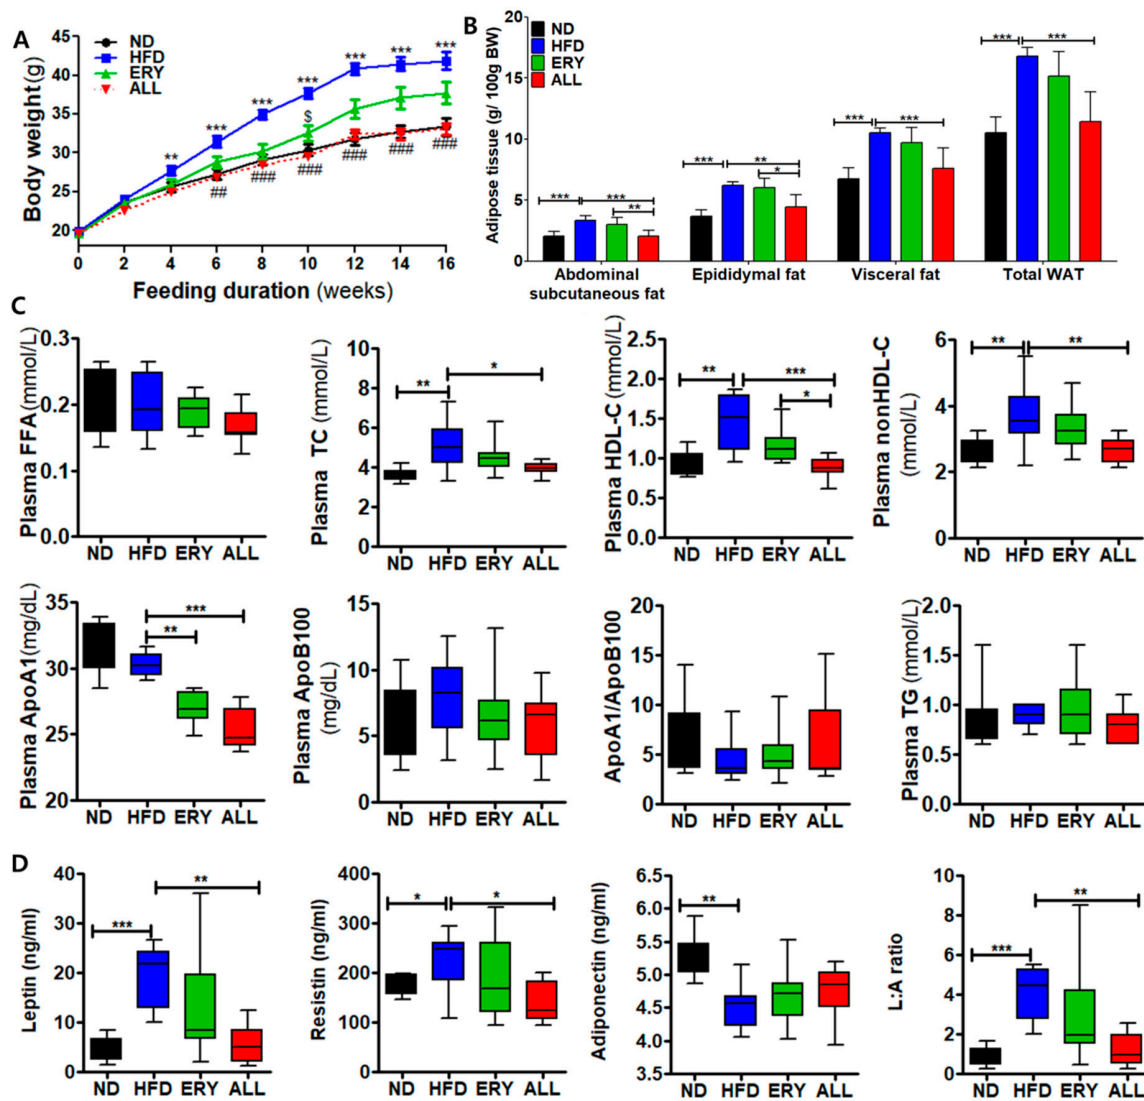 A
ND
HFD
ERY
ALL
Body weight(g)
45
40
35
30
25
20
** *** *** *** *** *** ***
$
## ### ### ### ### ###
0 2 4 6 8 10 12 14 16
Feeding duration (weeks)
B
ND
HFD
ERY
ALL
Adipose tissue (g/ 100g BW)
20
15
10
5
0
*** *** **
*** ** *
*** ***
*** ***
Abdominal
subcutaneous fat
Epididymal fat
Visceral fat
Total WAT
C
Plasma FFA (mmol/L)
0.3
0.2
0.1
0.0
ND HFD ERY ALL
Plasma TC (mmol/L)
10
8
6
4
2
0
** *
ND HFD ERY ALL
Plasma HDL-C (mmol/L)
2.5
2.0
1.5
1.0
0.5
0.0
** *** *
ND HFD ERY ALL
Plasma nonHDL-C
(mmol/L)
6
4
2
0
** **
ND HFD ERY ALL
Plasma ApoA1(mg/dL)
35
30
25
20
***
**
ND HFD ERY ALL
Plasma ApoB100
(mg/dL)
15
10
5
0
ND HFD ERY ALL
ApoA1/ApoB100
20
15
10
5
0
ND HFD ERY ALL
Plasma TG (mmol/L)
2.0
1.5
1.0
0.5
0.0
ND HFD ERY ALL
D
Leptin (ng/ml)
40
30
20
10
0
**
***
ND HFD ERY ALL
Resistin (ng/ml)
400
300
200
100
0
* *
ND HFD ERY ALL
Adiponectin (ng/ml)
6.5
6.0
5.5
5.0
4.5
4.0
3.5
**
ND HFD ERY ALL
L:A ratio
10
8
6
4
2
0
**
***
ND HFD ERY ALL